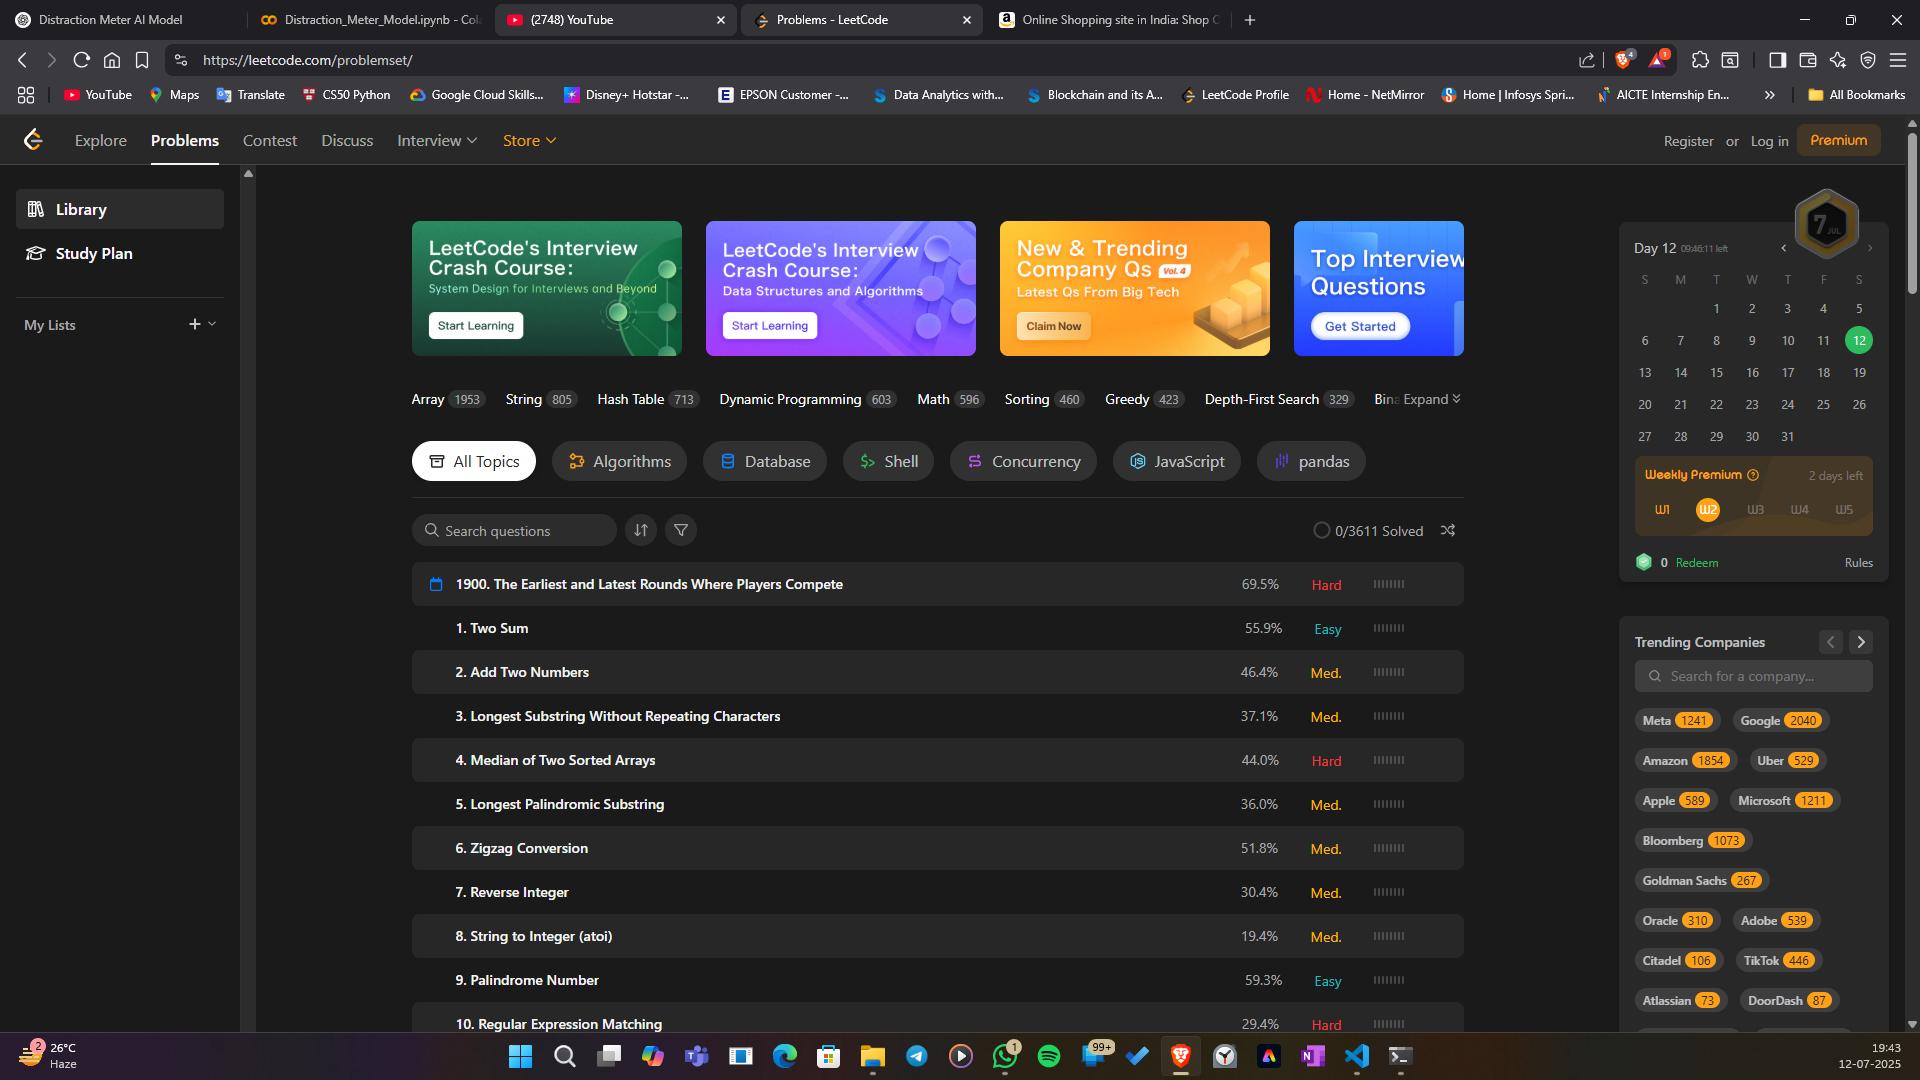 Distraction Meter AI Model
Distraction_Meter_Model.ipynb - Col
(2748) YouTube
Problems - LeetCode
Online Shopping site in India: Shop
https://leetcode.com/problemset/
4
1
YouTube
Maps
Translate
CS50 Python
Google Cloud Skills...
Disney+ Hotstar -...
EPSON Customer -...
Data Analytics with...
Blockchain and its A...
LeetCode Profile
Home - NetMirror
Home | Infosys Spri...
AICTE Internship En...
All Bookmarks
Explore
Problems
Contest
Discuss
Interview
Store
Register or Log in
Premium
Library
Study Plan
My Lists
LeetCode's Interview
Crash Course:
System Design for Interviews and Beyond
Start Learning
LeetCode's Interview
Crash Course:
Data Structures and Algorithms
Start Learning
New & Trending
Company Qs Vol. 4
Latest Qs From Big Tech
Claim Now
Top Interview
Questions
Get Started
Array 1953
String 805
Hash Table 713
Dynamic Programming 603
Math 596
Sorting 460
Greedy 423
Depth-First Search 329
Bina
Expand
All Topics
Algorithms
Database
Shell
Concurrency
JavaScript
pandas
Search questions
0/3611 Solved
1900. The Earliest and Latest Rounds Where Players Compete 69.5% Hard
1. Two Sum 55.9% Easy
2. Add Two Numbers 46.4% Med.
3. Longest Substring Without Repeating Characters 37.1% Med.
4. Median of Two Sorted Arrays 44.0% Hard
5. Longest Palindromic Substring 36.0% Med.
6. Zigzag Conversion 51.8% Med.
7. Reverse Integer 30.4% Med.
8. String to Integer (atoi) 19.4% Med.
9. Palindrome Number 59.3% Easy
10. Regular Expression Matching 29.4% Hard
7 JUL
Day 12 09:46:11 left
S M T W T F S
1 2 3 4 5
6 7 8 9 10 11 12
13 14 15 16 17 18 19
20 21 22 23 24 25 26
27 28 29 30 31
Weekly Premium 2 days left
W1 W2 W3 W4 W5
0 Redeem Rules
Trending Companies
Search for a company...
Meta 1241 Google 2040
Amazon 1854 Uber 529
Apple 589 Microsoft 1211
Bloomberg 1073
Goldman Sachs 267
Oracle 310 Adobe 539
Citadel 106 TikTok 446
Atlassian 73 DoorDash 87
2
26°C
Haze
1
99+
19:43
12-07-2025